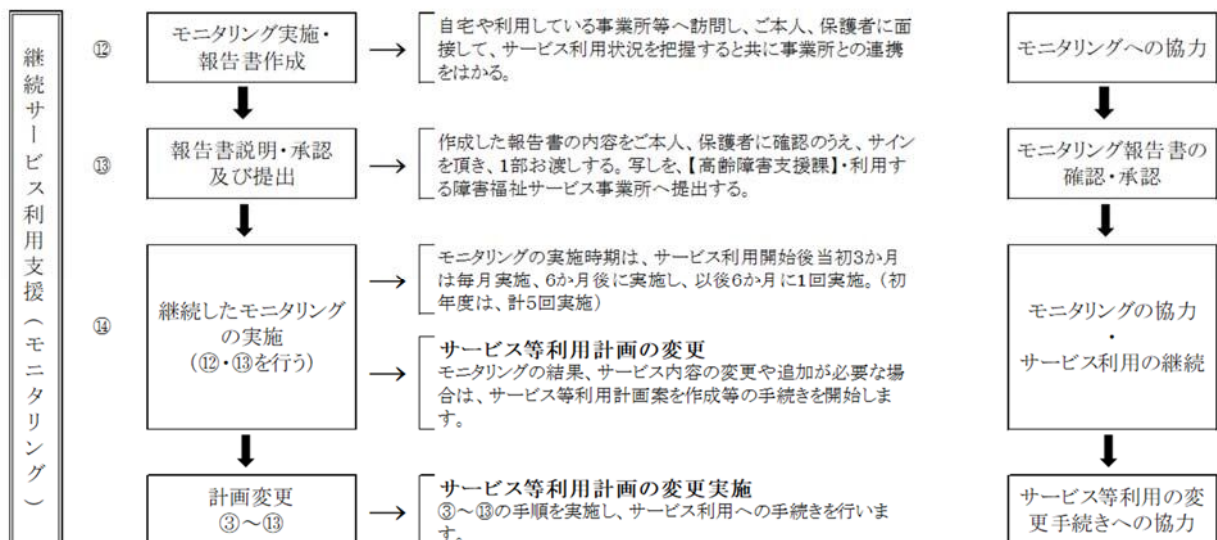 継続サービス利用支援（モニタリング）
⑫
モニタリング実施・
報告書作成
自宅や利用している事業所等へ訪問し、ご本人、保護者に面
接して、サービス利用状況を把握すると共に事業所との連携
をはかる。
モニタリングへの協力
⑬
報告書説明・承認
及び提出
作成した報告書の内容をご本人、保護者に確認のうえ、サイン
を頂き、1部お渡しする。写しを、【高齢障害支援課】・利用す
る障害福祉サービス事業所へ提出する。
モニタリング報告書の
確認・承認
⑭
継続したモニタリング
の実施
(⑫・⑬を行う)
モニタリングの実施時期は、サービス利用開始後当初3か月
は毎月実施、6か月後に実施し、以後6か月に1回実施。（初
年度は、計5回実施）
サービス等利用計画の変更
モニタリングの結果、サービス内容の変更や追加が必要な場
合は、サービス等利用計画案を作成等の手続きを開始しま
す。
モニタリングの協力
・
サービス利用の継続
計画変更
③～⑬
サービス等利用計画の変更実施
③～⑬の手順を実施し、サービス利用への手続きを行いま
す。
サービス等利用の変
更手続きへの協力